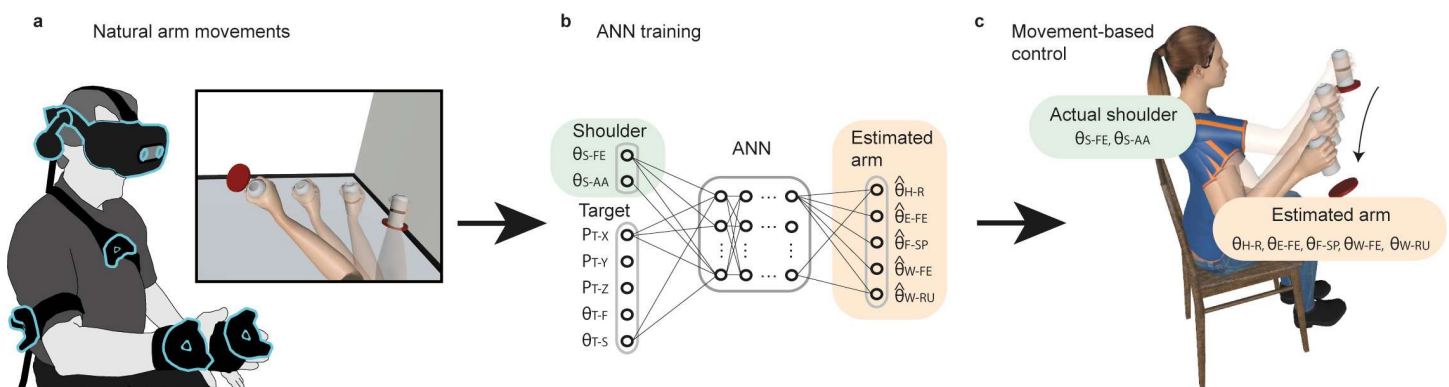 a Natural arm movements
b ANN training
Shoulder
θS-FE
θS-AA
Target
PT-X
PT-Y
PT-Z
θT-F
θT-S
ANN
Estimated
arm
θ̂H-R
θ̂E-FE
θ̂F-SP
θ̂W-FE
θ̂W-RU
c Movement-based
control
Actual shoulder
θS-FE, θS-AA
Estimated arm
θH-R, θE-FE, θF-SP, θW-FE, θW-RU